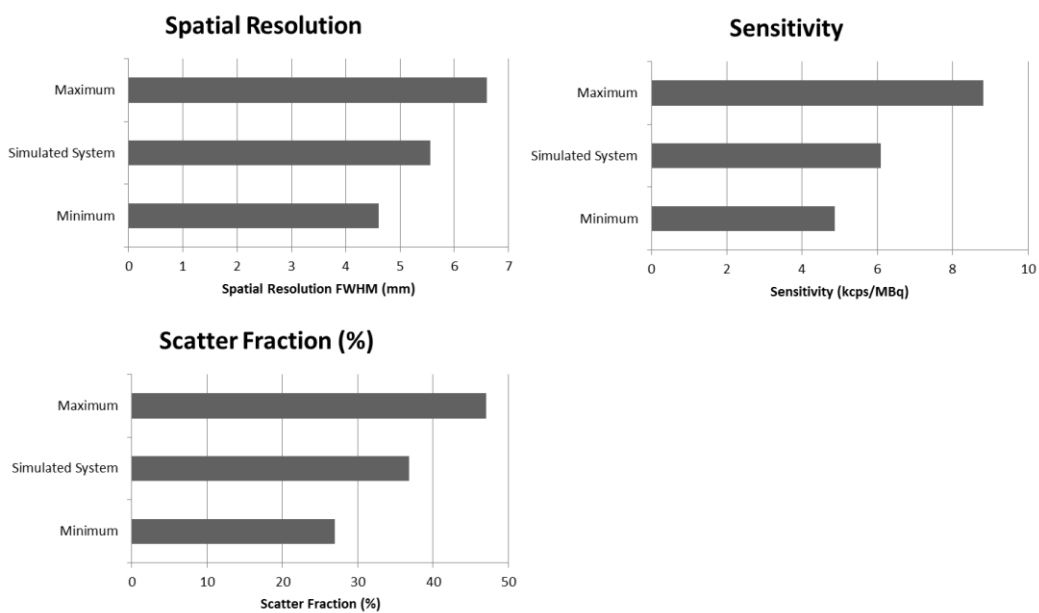 Spatial Resolution
Maximum
Simulated System
Minimum
0 1 2 3 4 5 6 7
Spatial Resolution FWHM (mm)
Sensitivity
Maximum
Simulated System
Minimum
0 2 4 6 8 10
Sensitivity (kcps/MBq)
Scatter Fraction (%)
Maximum
Simulated System
Minimum
0 10 20 30 40 50
Scatter Fraction (%)